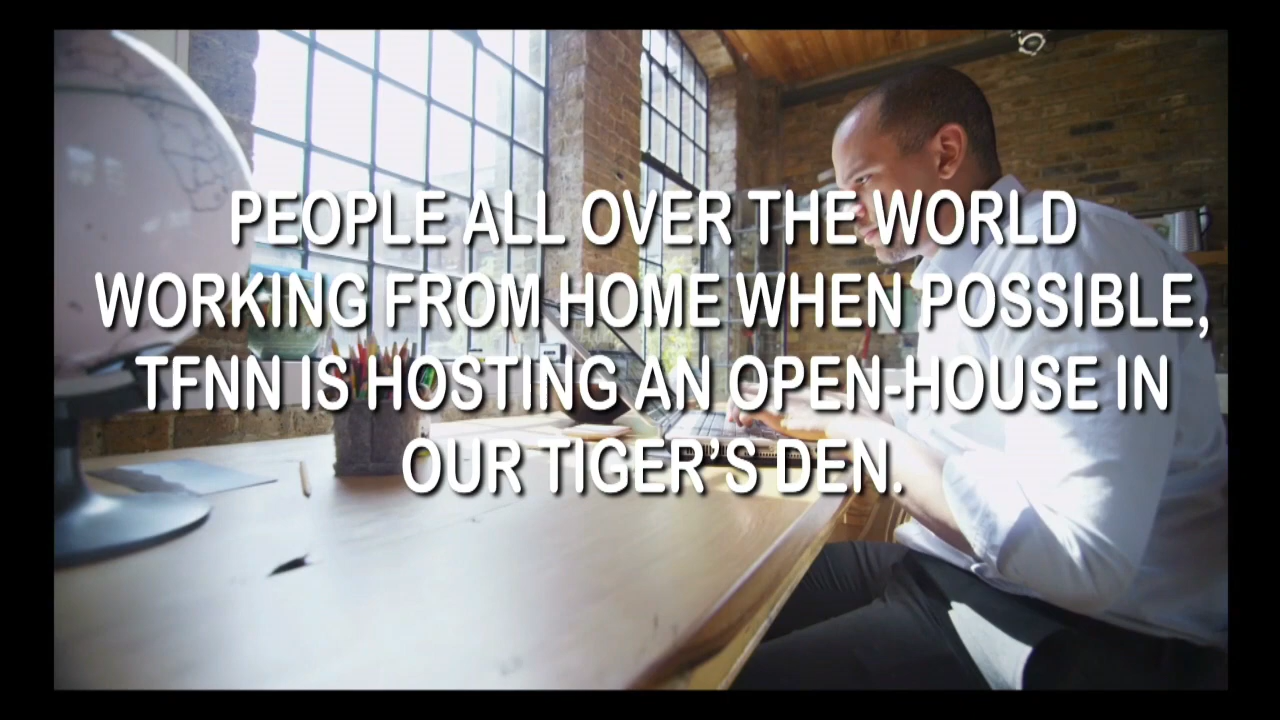 PEOPLE ALL OVER THE WORLD
WORKING FROM HOME WHEN POSSIBLE,
TFNN IS HOSTING AN OPEN-HOUSE IN
OUR TIGER’S DEN.